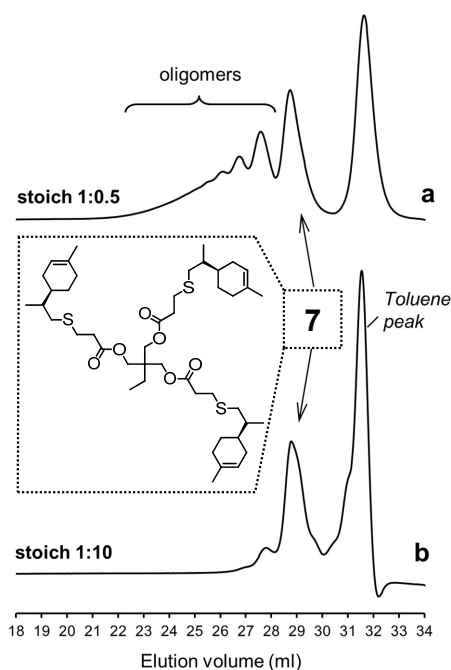 oligomers
stoich 1:0.5
a
S
S
O
O
O
O
O
O
S
7
Toluene
peak
stoich 1:10
b
18 19 20 21 22 23 24 25 26 27 28 29 30 31 32 33 34
Elution volume (ml)